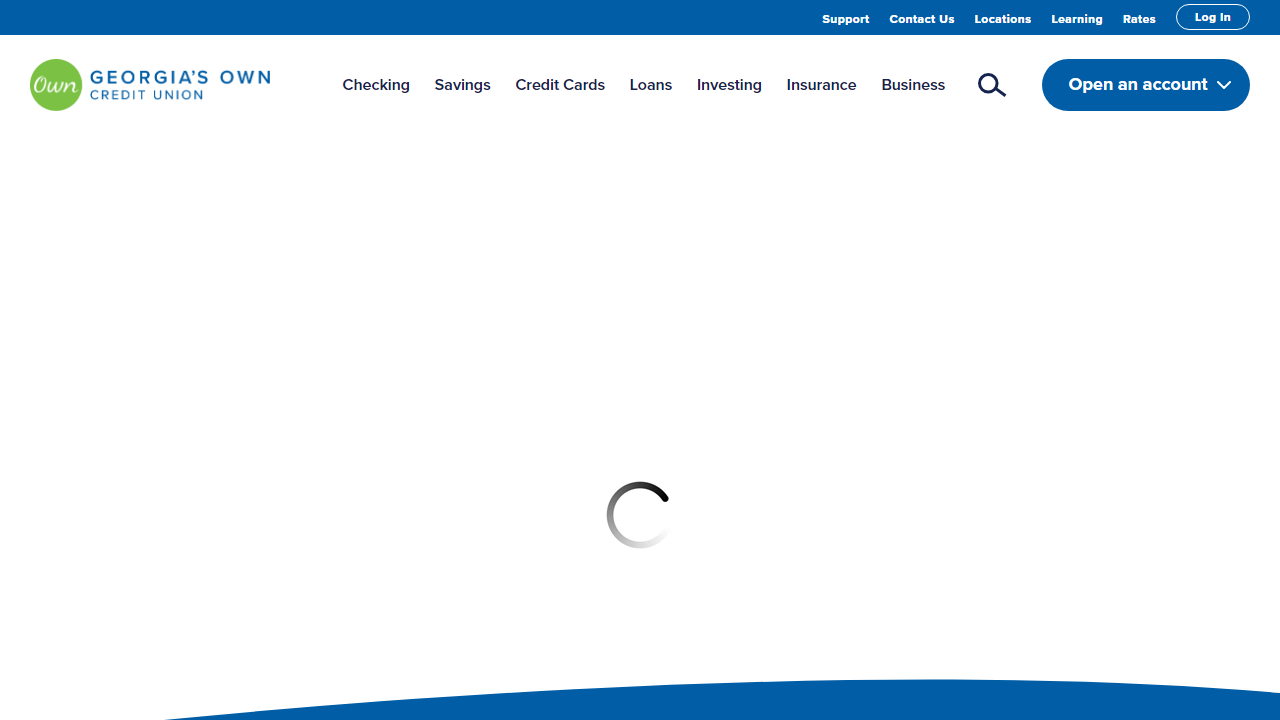 Support Contact Us Locations Learning Rates Log In
Own GEORGIA'S OWN
CREDIT UNION
Checking Savings Credit Cards Loans Investing Insurance Business Open an account